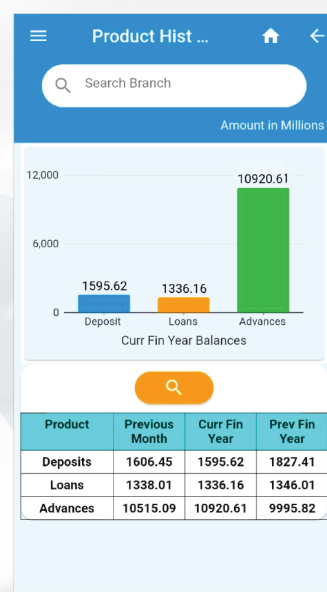 Product Hist ...
Search Branch
Amount in Millions
12,000
10920.61
6,000
1595.62
1336.16
0
Deposit Loans Advances
Curr Fin Year Balances
Product Previous Month Curr Fin Year Prev Fin Year
Deposits 1606.45 1595.62 1827.41
Loans 1338.01 1336.16 1346.01
Advances 10515.09 10920.61 9995.82